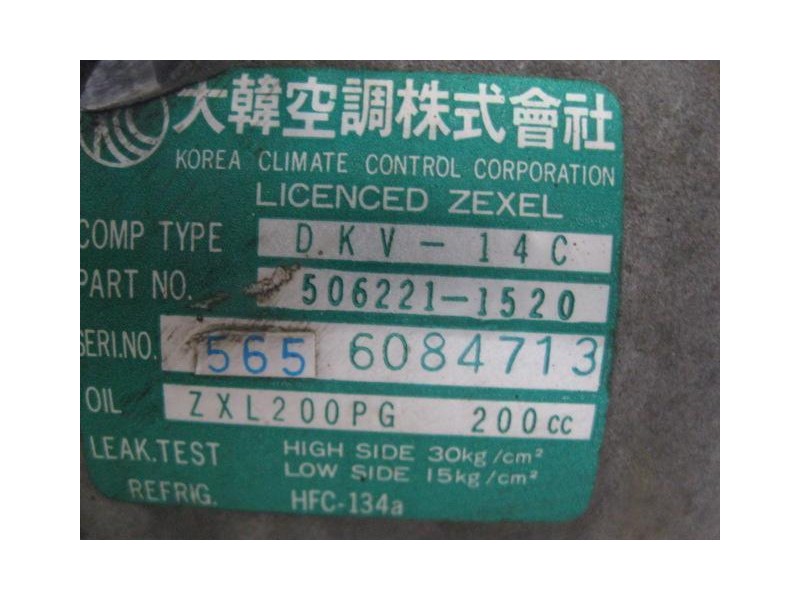 大韓空調株式會社
KOREA CLIMATE CONTROL CORPORATION
LICENCED ZEXEL
COMP TYPE DKV-14C
PART NO. 506221-1520
SERI.NO. 565 6084713
OIL ZXL200PG 200cc
LEAK.TEST HIGH SIDE 30kg/cm²
LOW SIDE 15kg/cm²
REFRIG. HFC-134a